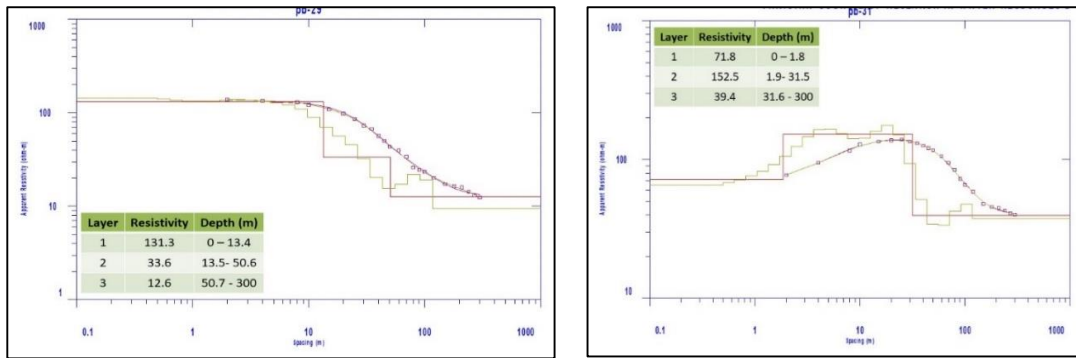 pb-29
1000
100
10
1
Apparent Resistivity (ohm-m)
Layer Resistivity Depth (m)
1 131.3 0 – 13.4
2 33.6 13.5- 50.6
3 12.6 50.7 - 300
0.1 1 10 100 1000
Spacing (m)
pb-31
1000
100
10
Apparent Resistivity (ohm-m)
Layer Resistivity Depth (m)
1 71.8 0 – 1.8
2 152.5 1.9- 31.5
3 39.4 31.6 - 300
0.1 1 10 100 1000
Spacing (m)